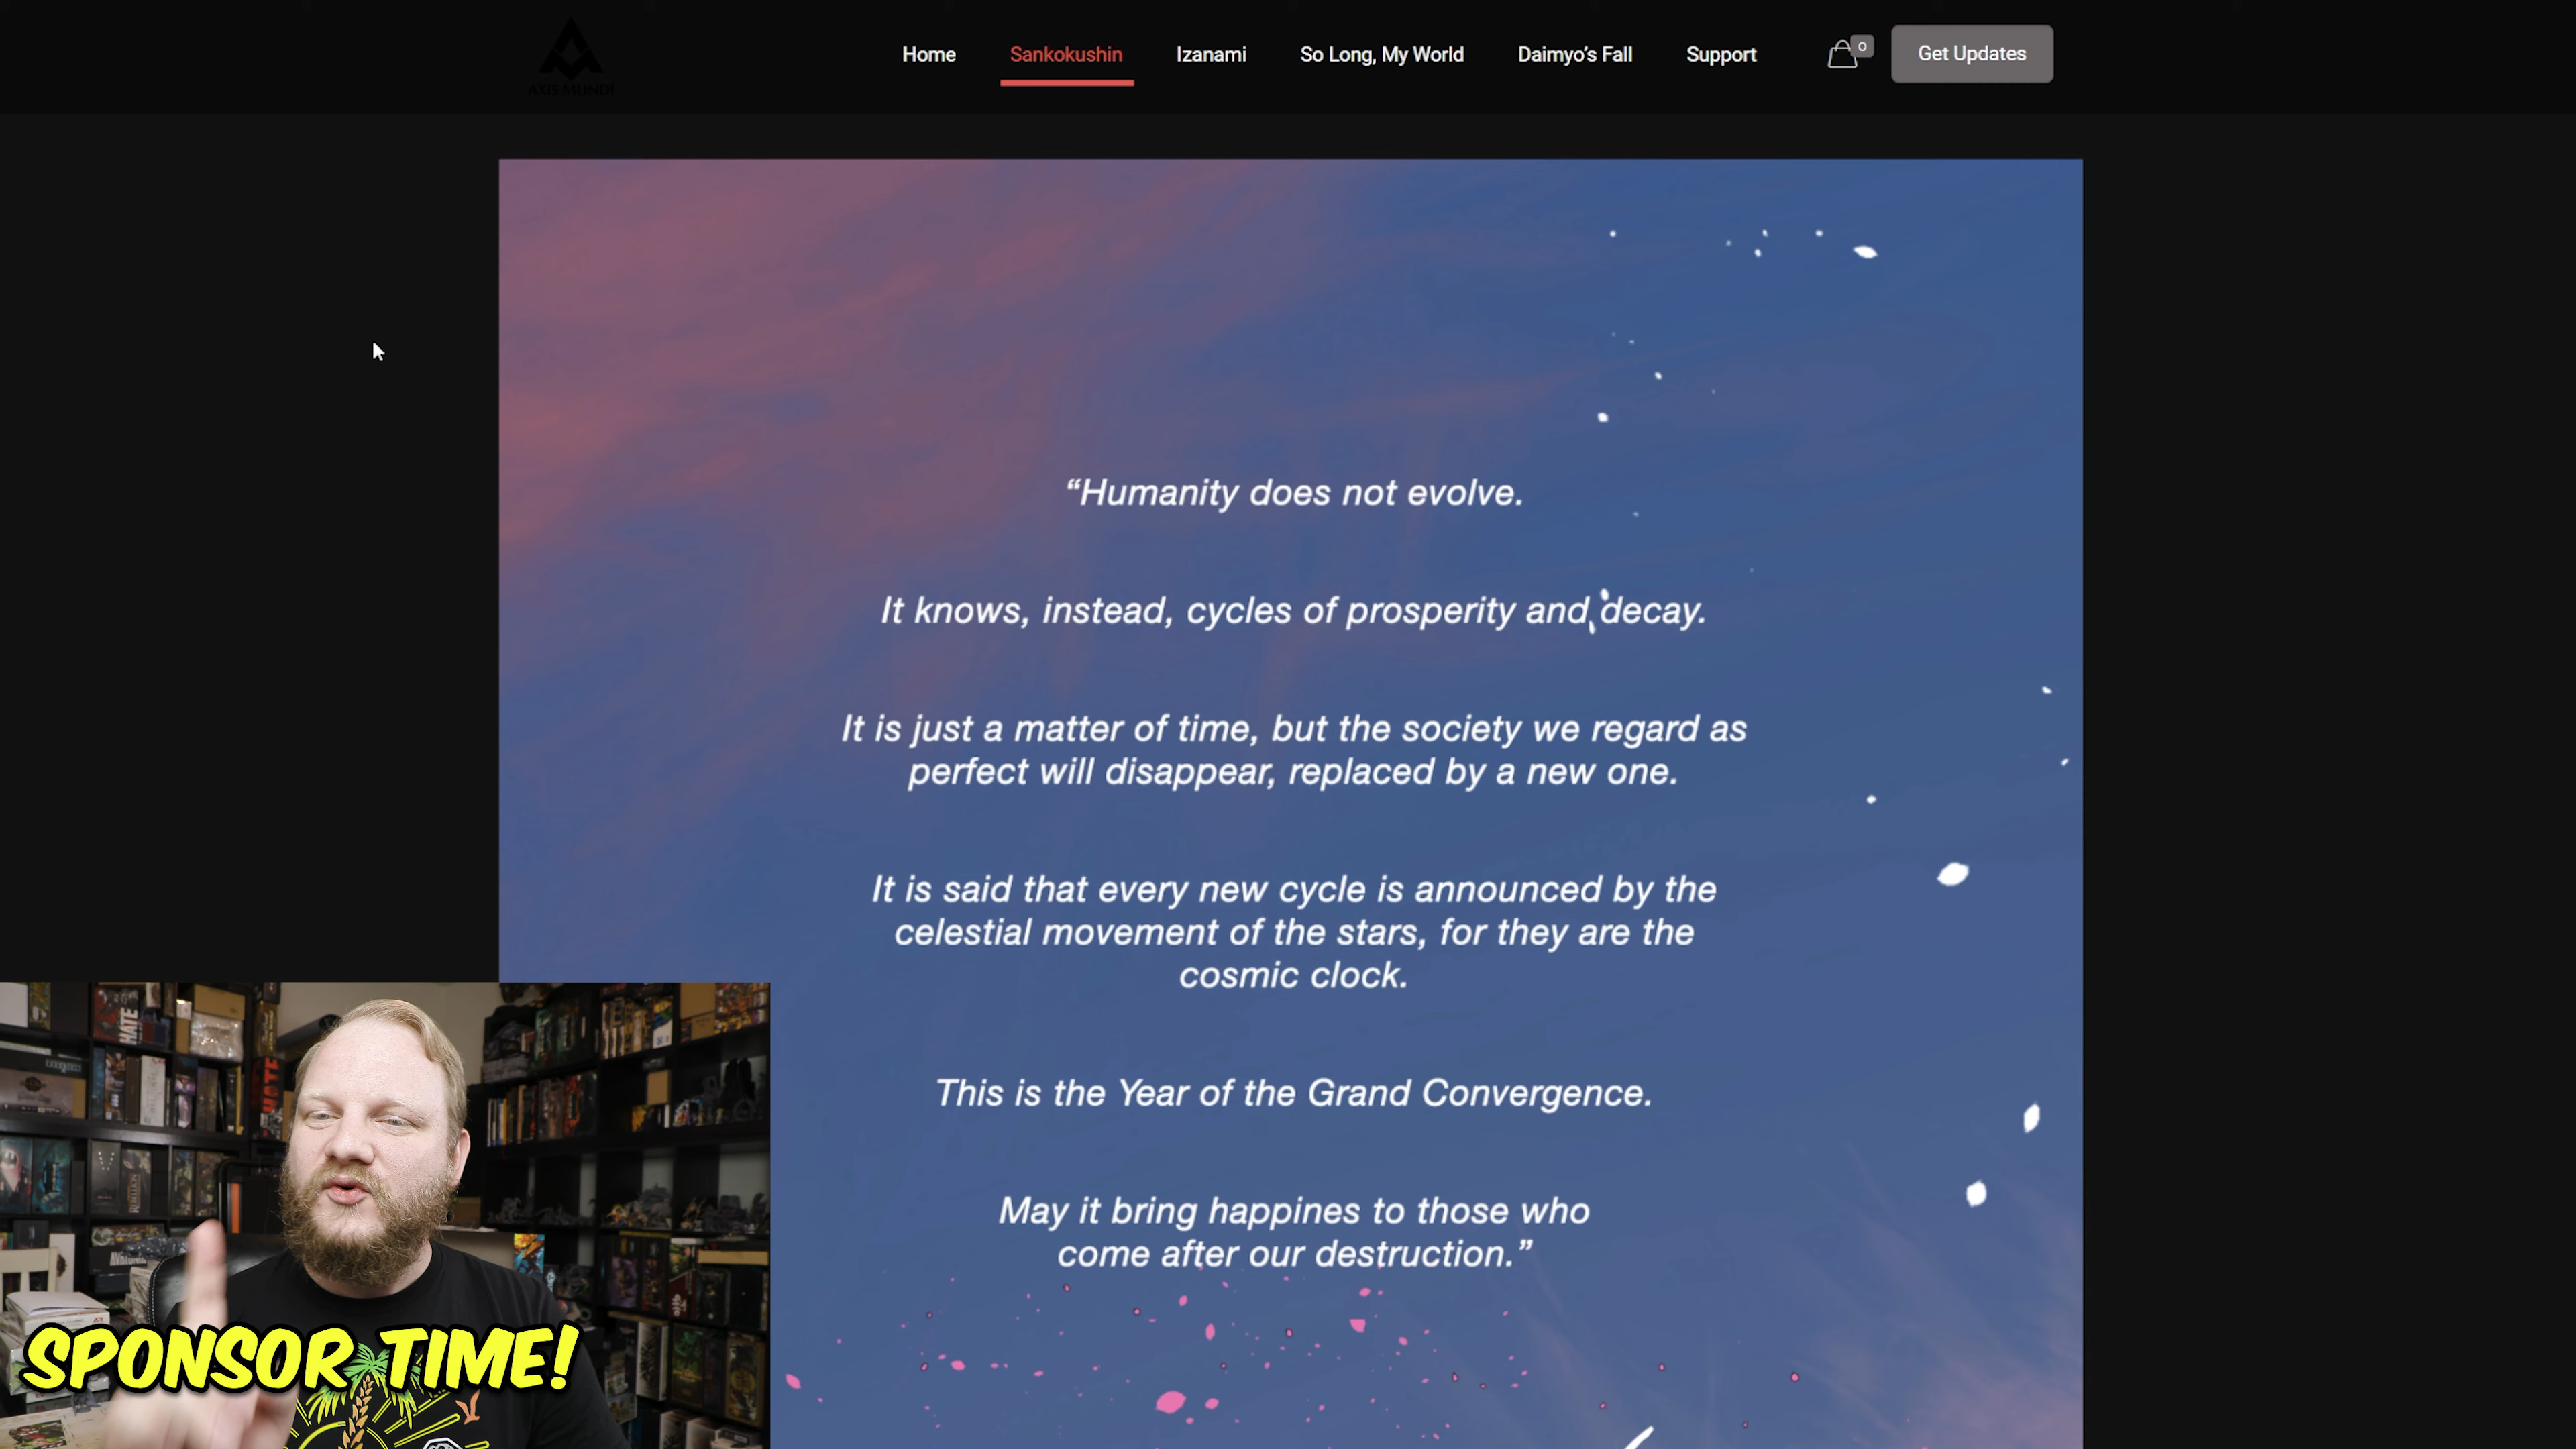 AXIS MUNDI
Home Sankokushin Izanami So Long, My World Daimyo's Fall Support 0 Get Updates
“Humanity does not evolve.
It knows, instead, cycles of prosperity and decay.
It is just a matter of time, but the society we regard as
perfect will disappear, replaced by a new one.
It is said that every new cycle is announced by the
celestial movement of the stars, for they are the
cosmic clock.
This is the Year of the Grand Convergence.
May it bring happines to those who
come after our destruction.”
HATE
SPONSOR TIME!